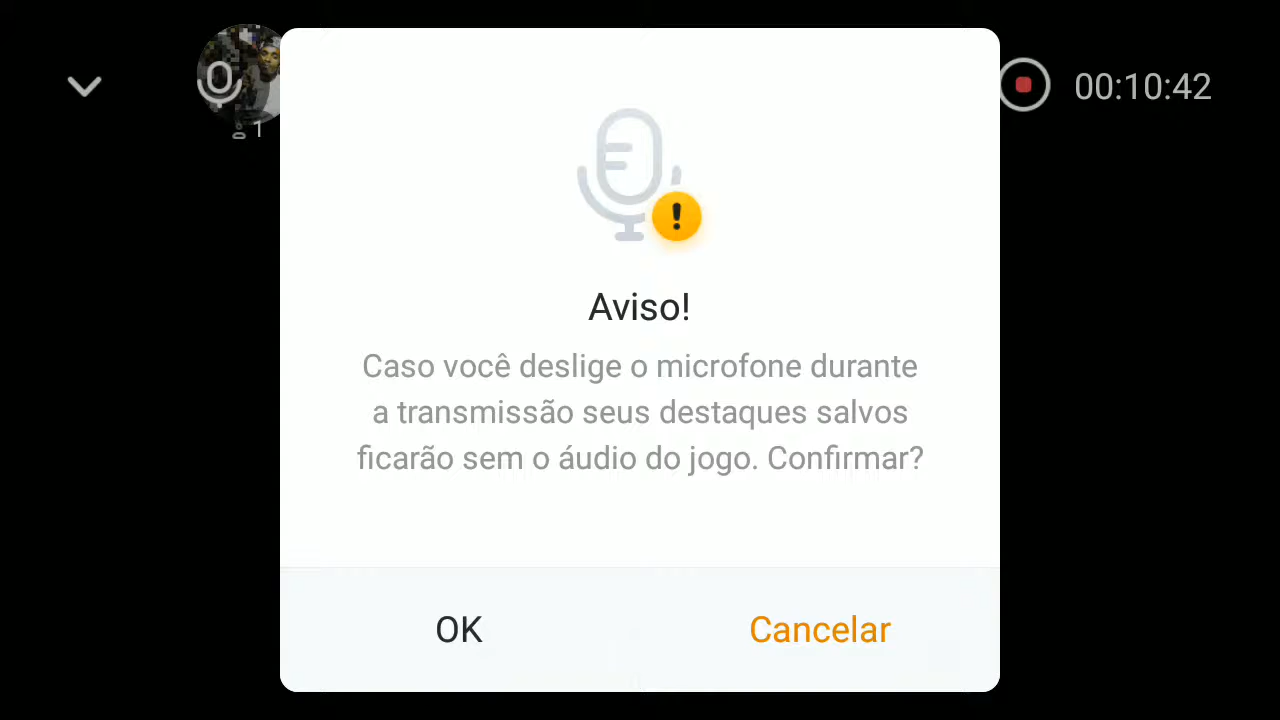 1
00:10:42
Aviso!
Caso você deslige o microfone durante
a transmissão seus destaques salvos
ficarão sem o áudio do jogo. Confirmar?
OK
Cancelar